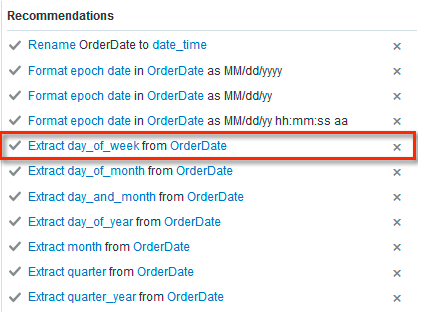 Recommendations
Rename OrderDate to date_time
Format epoch date in OrderDate as MM/dd/yyyy
Format epoch date in OrderDate as MM/dd/yy
Format epoch date in OrderDate as MM/dd/yy hh:mm:ss aa
Extract day_of_week from OrderDate
Extract day_of_month from OrderDate
Extract day_and_month from OrderDate
Extract day_of_year from OrderDate
Extract month from OrderDate
Extract quarter from OrderDate
Extract quarter_year from OrderDate